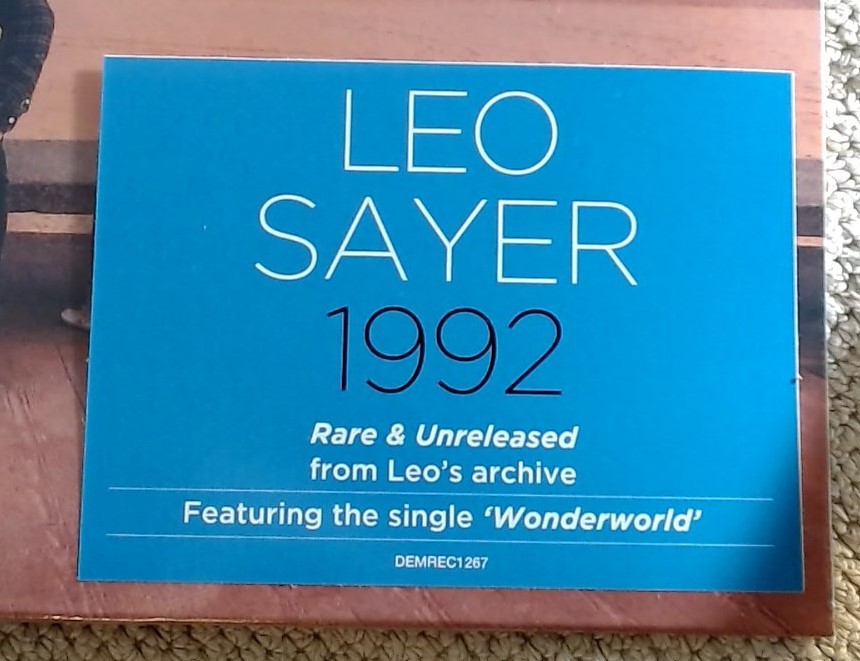 LEO
SAYER
1992
Rare & Unreleased
from Leo's archive
Featuring the single ‘Wonderworld’
DEMREC1267